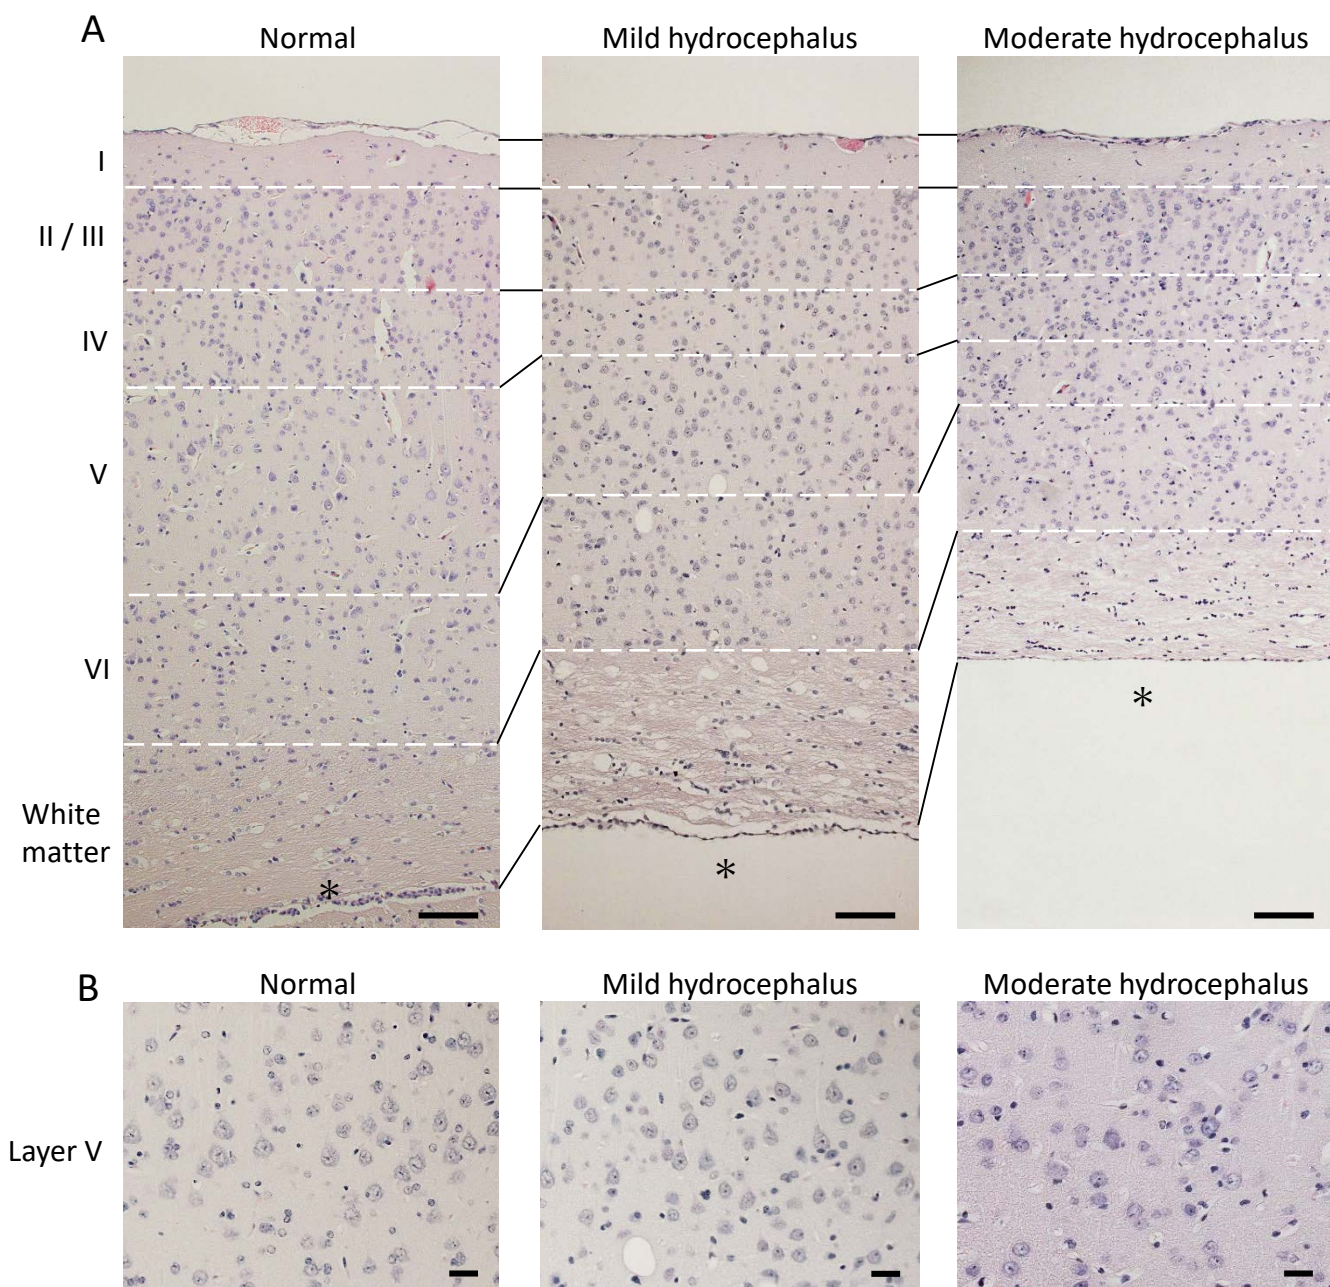 A
Normal
Mild hydrocephalus
Moderate hydrocephalus
I
II / III
IV
V
VI
White
matter
*
*
*
B
Normal
Mild hydrocephalus
Moderate hydrocephalus
Layer V